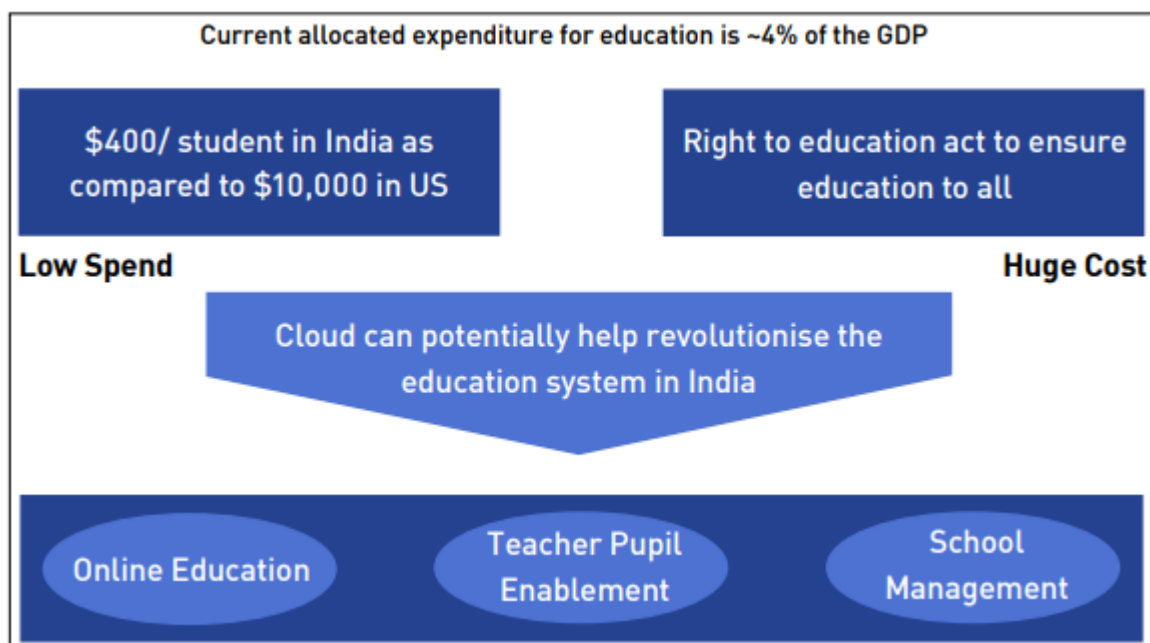 Current allocated expenditure for education is ~4% of the GDP
$400/ student in India as
compared to $10,000 in US
Right to education act to ensure
education to all
Low Spend
Huge Cost
Cloud can potentially help revolutionise the
education system in India
Online Education
Teacher Pupil
Enablement
School
Management